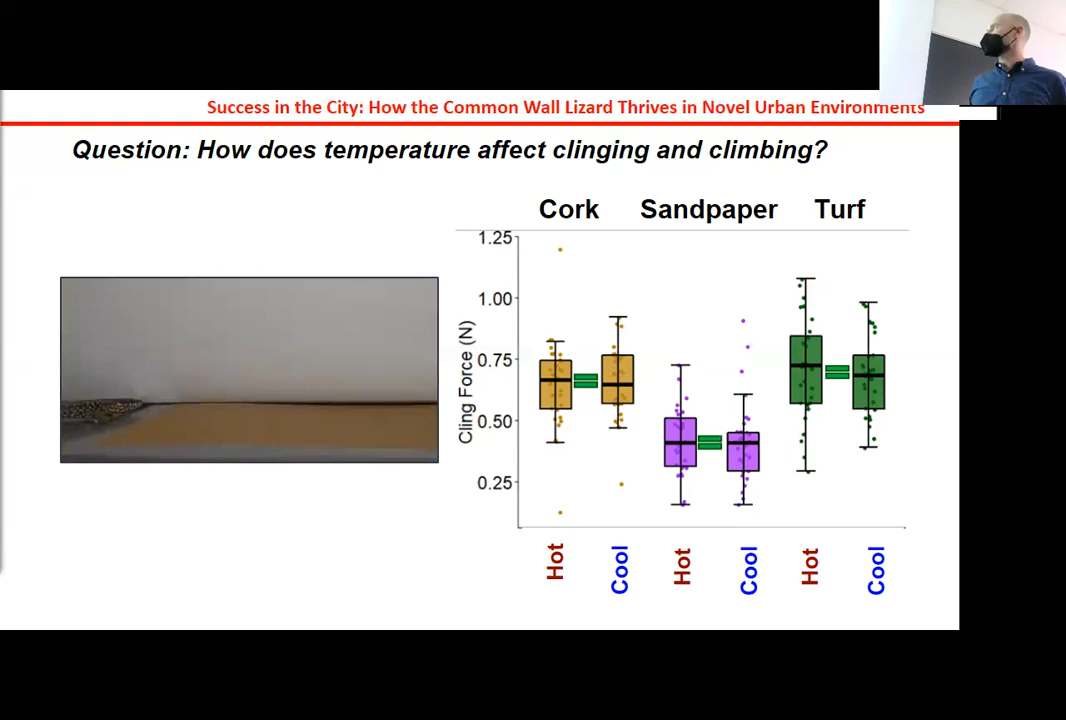 Success in the City: How the Common Wall Lizard Thrives in Novel Urban Environments
Question: How does temperature affect clinging and climbing?
Cork Sandpaper Turf
1.25
1.00
0.75
0.50
0.25
Cling Force (N)
Hot Cool Hot Cool Hot Cool